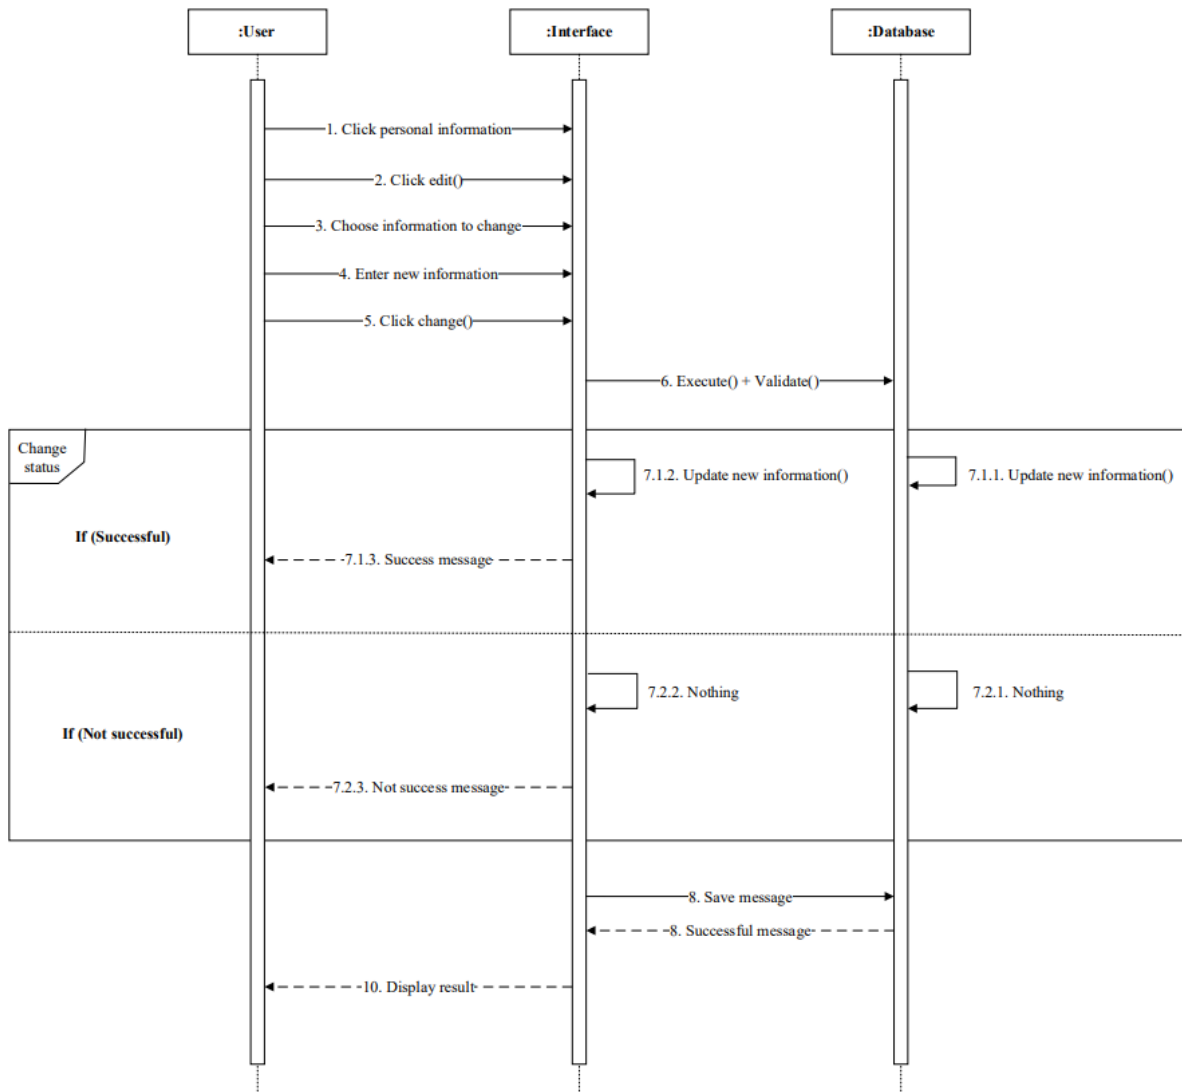 :User
:Interface
:Database
1. Click personal information
2. Click edit()
3. Choose information to change
4. Enter new information
5. Click change()
6. Execute() + Validate()
Change
status
7.1.2. Update new information()
7.1.1. Update new information()
If (Successful)
7.1.3. Success message
7.2.2. Nothing
7.2.1. Nothing
If (Not successful)
7.2.3. Not success message
8. Save message
8. Successful message
10. Display result